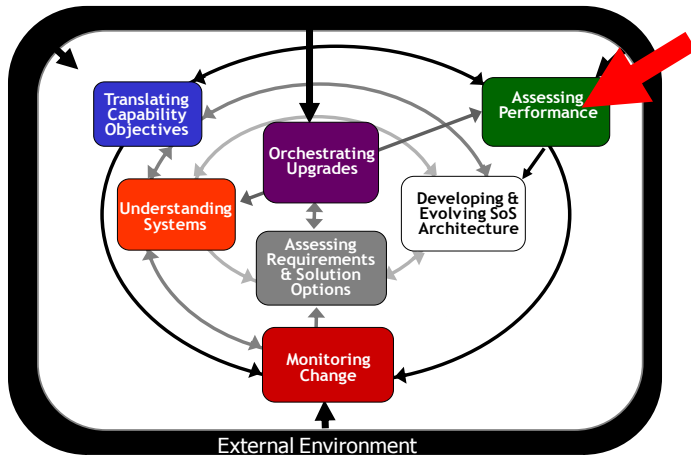 Translating
Capability
Objectives
Assessing
Performance
Orchestrating
Upgrades
Understanding
Systems
Developing &
Evolving SoS
Architecture
Assessing
Requirements
& Solution
Options
Monitoring
Change
External Environment